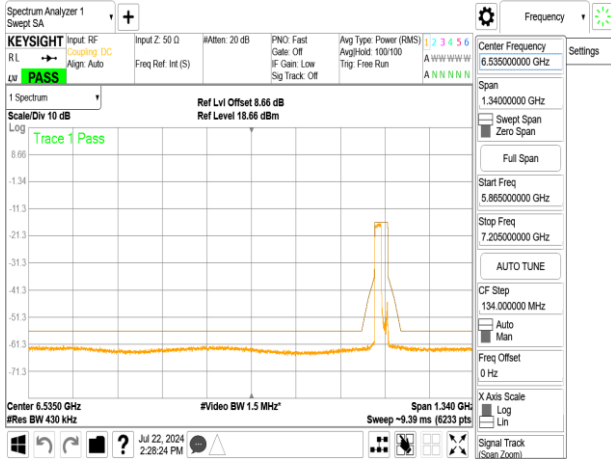 Spectrum Analyzer 1
Swept SA
+
Frequency
KEYSIGHT
RL
LXI
PASS
Input: RF
Coupling: DC
Align: Auto
Input Z: 50 Ω
Freq Ref: Int (S)
#Atten: 20 dB
PNO: Fast
Gate: Off
IF Gain: Low
Sig Track: Off
Avg Type: Power (RMS)
Avg|Hold: 100/100
Trig: Free Run
1 2 3 4 5 6
A W W W W W
A N N N N N
1 Spectrum
Scale/Div 10 dB
Ref Lvl Offset 8.66 dB
Ref Level 18.66 dBm
Log
Trace 1 Pass
8.66
-1.34
-11.3
-21.3
-31.3
-41.3
-51.3
-61.3
-71.3
Center 6.5350 GHz
#Res BW 430 kHz
#Video BW 1.5 MHz*
Span 1.340 GHz
Sweep ~9.39 ms (6233 pts
Jul 22, 2024
2:28:24 PM
Center Frequency
6.535000000 GHz
Span
1.34000000 GHz
Swept Span
Zero Span
Full Span
Start Freq
5.865000000 GHz
Stop Freq
7.205000000 GHz
AUTO TUNE
CF Step
134.000000 MHz
Auto
Man
Freq Offset
0 Hz
X Axis Scale
Log
Lin
Signal Track
(Span Zoom)
Settings